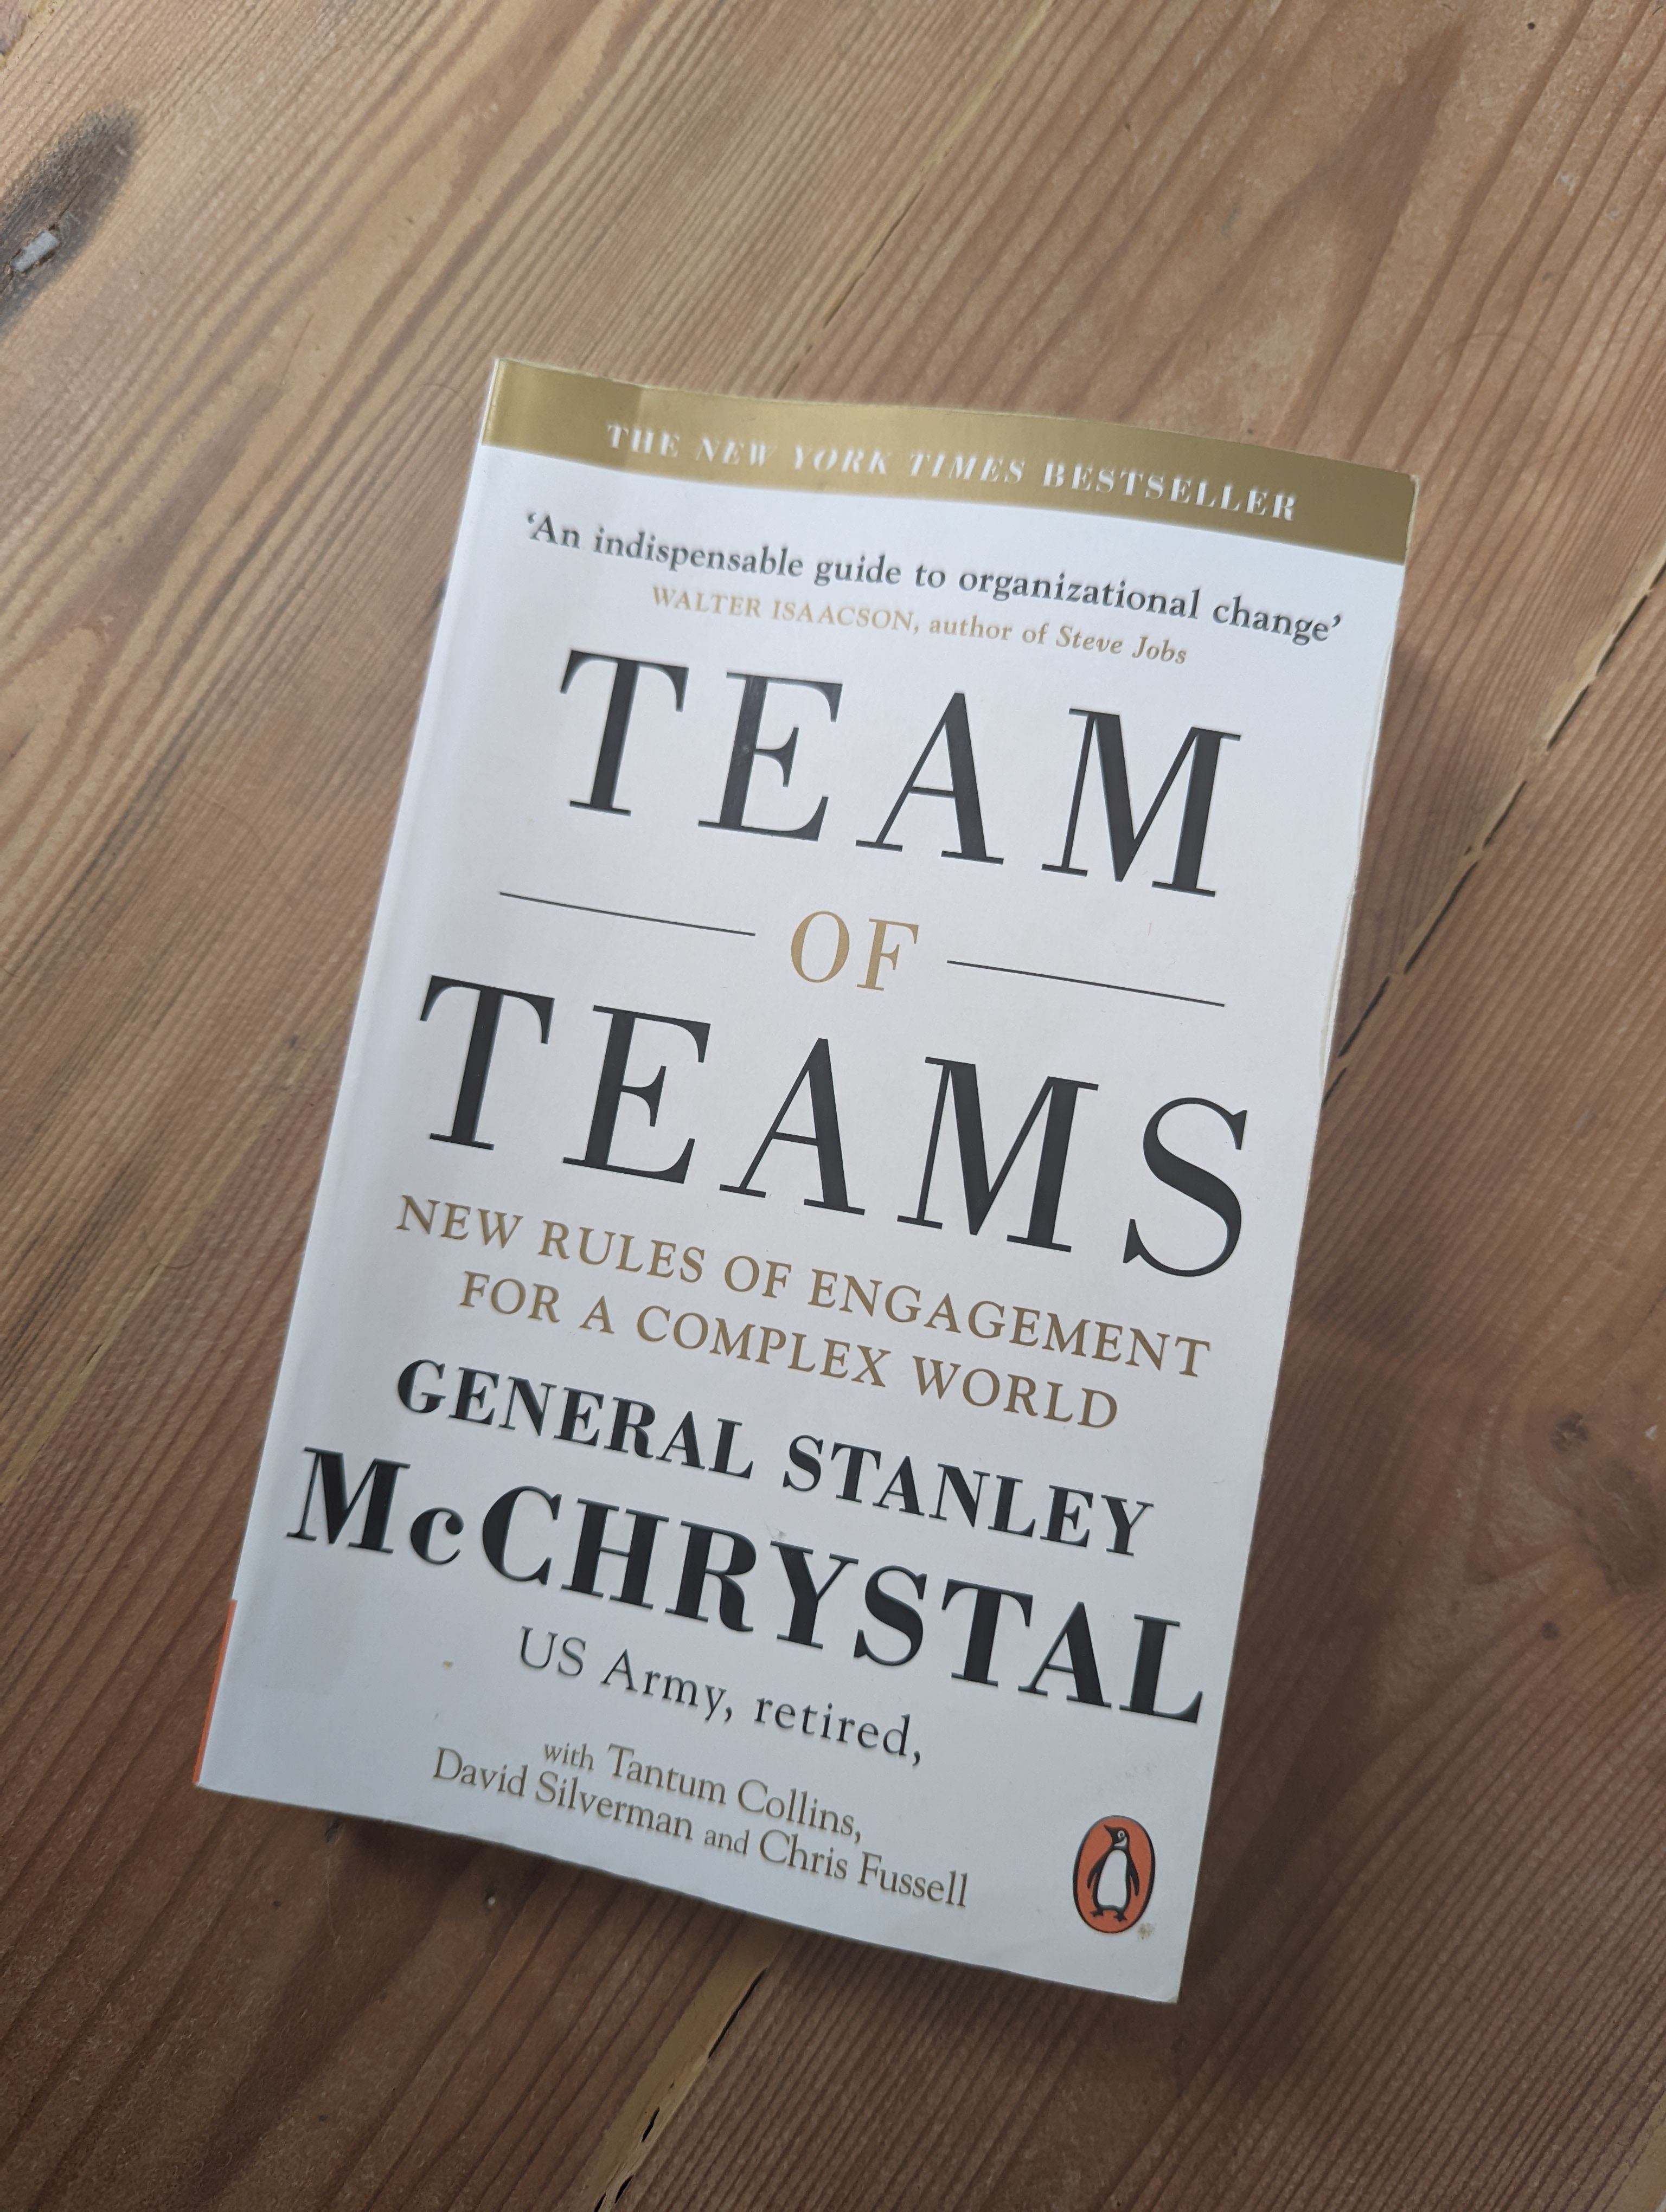 THE NEW YORK TIMES BESTSELLER
‘An indispensable guide to organizational change’
WALTER ISAACSON, author of Steve Jobs
TEAM
OF
TEAMS
NEW RULES OF ENGAGEMENT
FOR A COMPLEX WORLD
GENERAL STANLEY
McCHRYSTAL
US Army, retired,
with Tantum Collins,
David Silverman and Chris Fussell